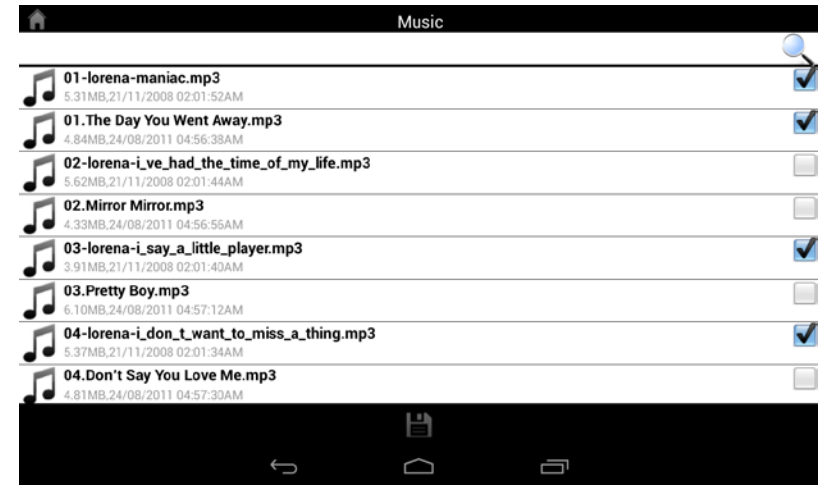 Music
01-lorena-maniac.mp3
5.31MB,21/11/2008 02:01:52AM
01.The Day You Went Away.mp3
4.84MB,24/08/2011 04:56:38AM
02-lorena-i_ve_had_the_time_of_my_life.mp3
5.62MB,21/11/2008 02:01:44AM
02.Mirror Mirror.mp3
4.33MB,24/08/2011 04:56:56AM
03-lorena-i_say_a_little_player.mp3
3.91MB,21/11/2008 02:01:40AM
03.Pretty Boy.mp3
6.10MB,24/08/2011 04:57:12AM
04-lorena-i_don_t_want_to_miss_a_thing.mp3
5.37MB,21/11/2008 02:01:34AM
04.Don't Say You Love Me.mp3
4.81MB,24/08/2011 04:57:30AM